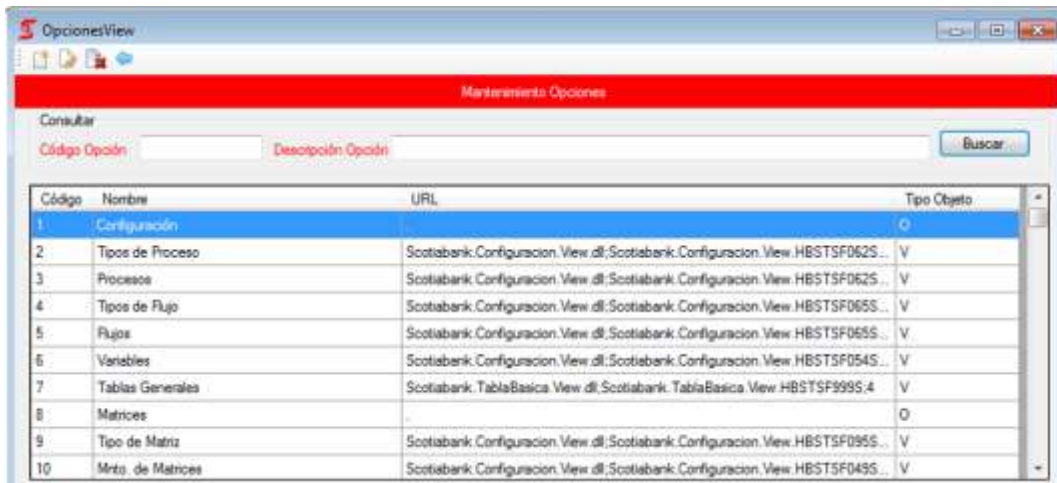 OpcionesView
Mantenimiento Opciones
Consultar
Código Opción Descripción Opción Buscar
Código Nombre URL Tipo Objeto
1 Configuración . O
2 Tipos de Proceso Scotiabank.Configuracion.View.dll;Scotiabank.Configuracion.View.HBSTSF062S... V
3 Procesos Scotiabank.Configuracion.View.dll;Scotiabank.Configuracion.View.HBSTSF062S... V
4 Tipos de Flujo Scotiabank.Configuracion.View.dll;Scotiabank.Configuracion.View.HBSTSF065S... V
5 Flujos Scotiabank.Configuracion.View.dll;Scotiabank.Configuracion.View.HBSTSF065S... V
6 Variables Scotiabank.Configuracion.View.dll;Scotiabank.Configuracion.View.HBSTSF054S... V
7 Tablas Generales Scotiabank.TablaBasica.View.dll;Scotiabank.TablaBasica.View.HBSTSF999S;4 V
8 Matrices . O
9 Tipo de Matriz Scotiabank.Configuracion.View.dll;Scotiabank.Configuracion.View.HBSTSF095S... V
10 Mnto. de Matrices Scotiabank.Configuracion.View.dll;Scotiabank.Configuracion.View.HBSTSF049S... V